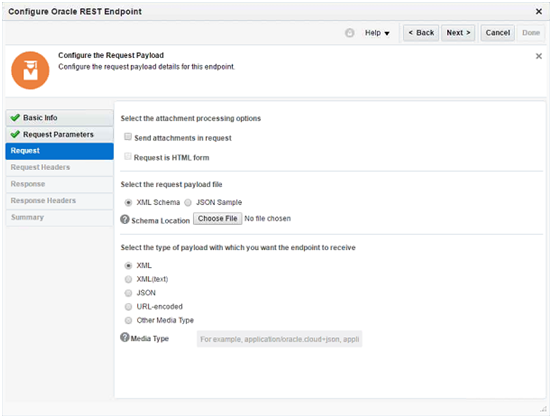 Configure Oracle REST Endpoint
Help
< Back
Next >
Cancel
Done
Configure the Request Payload
Configure the request payload details for this endpoint.
Basic Info
Request Parameters
Request
Request Headers
Response
Response Headers
Summary
Select the attachment processing options
Send attachments in request
Request is HTML form
Select the request payload file
XML Schema
JSON Sample
Schema Location Choose File No file chosen
Select the type of payload with which you want the endpoint to receive
XML
XML(text)
JSON
URL-encoded
Other Media Type
Media Type For example, application/oracle.cloud+json, appli